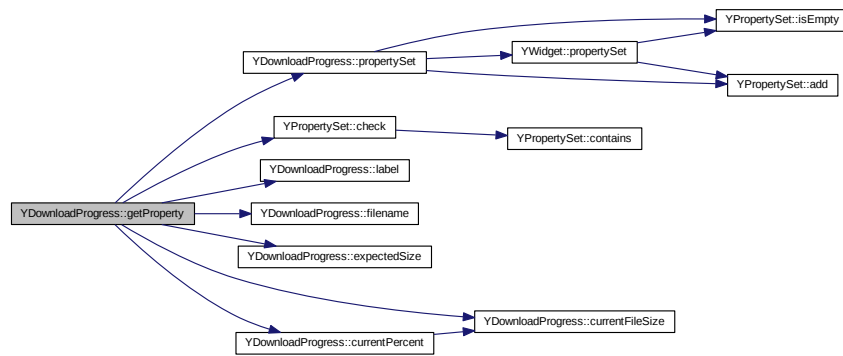 YPropertySet::isEmpty
YWidget::propertySet
YDownloadProgress::propertySet
YPropertySet::add
YPropertySet::check
YPropertySet::contains
YDownloadProgress::label
YDownloadProgress::getProperty
YDownloadProgress::filename
YDownloadProgress::expectedSize
YDownloadProgress::currentFileSize
YDownloadProgress::currentPercent